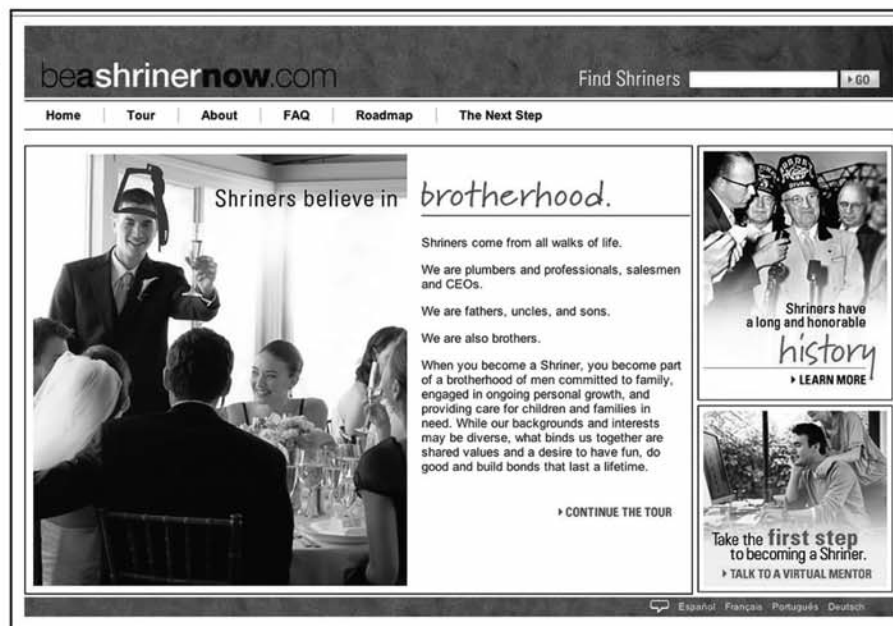 beashrinernow.com
Find Shriners
GO
Home
Tour
About
FAQ
Roadmap
The Next Step
Shriners believe in brotherhood.
Shriners come from all walks of life.
We are plumbers and professionals, salesmen
and CEOs.
We are fathers, uncles, and sons.
We are also brothers.
When you become a Shriner, you become part
of a brotherhood of men committed to family,
engaged in ongoing personal growth, and
providing care for children and families in
need. While our backgrounds and interests
may be diverse, what binds us together are
shared values and a desire to have fun, do
good and build bonds that last a lifetime.
CONTINUE THE TOUR
DIVAN
Shriners have
a long and honorable
history
LEARN MORE
Take the first step
to becoming a Shriner.
TALK TO A VIRTUAL MENTOR
Español Français Português Deutsch